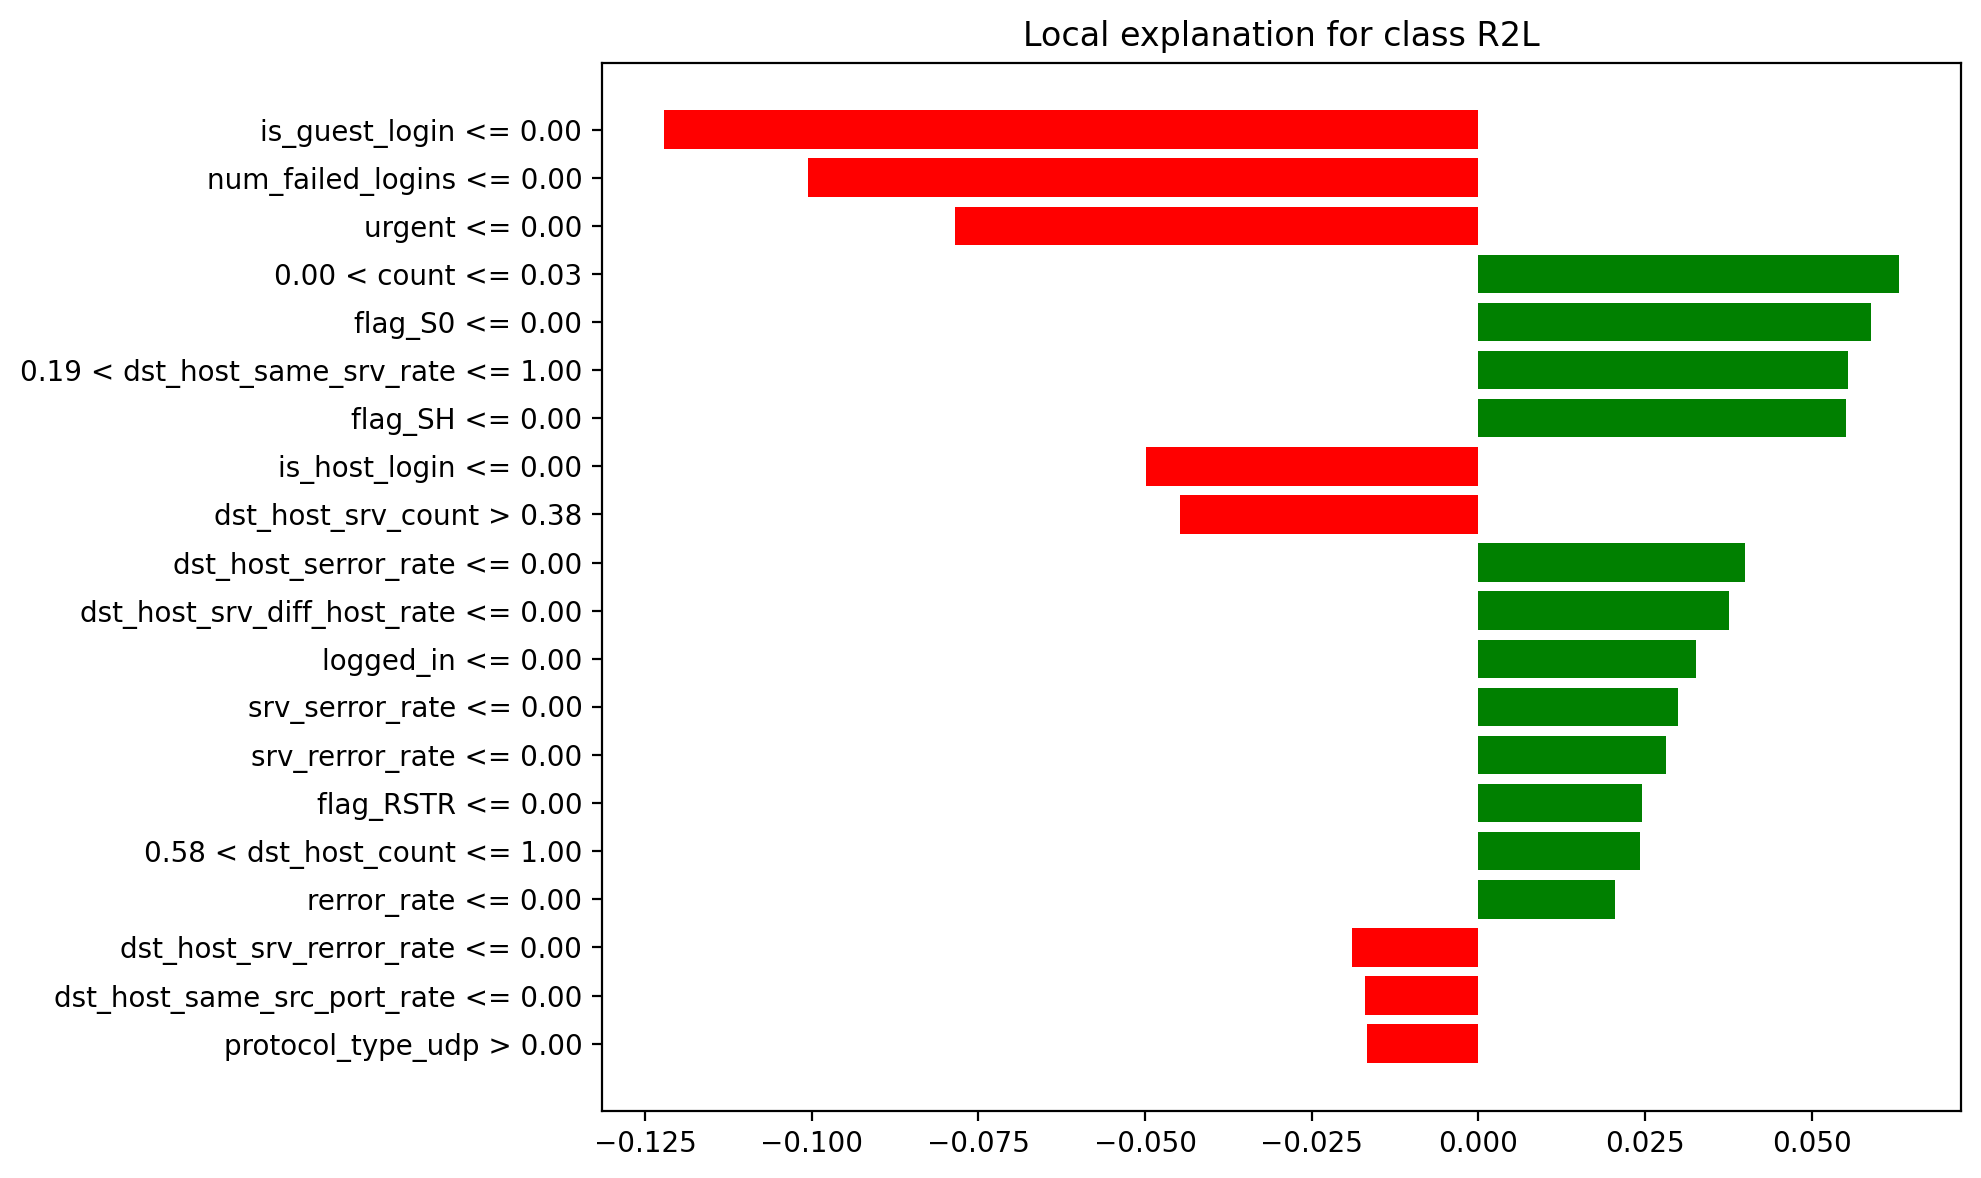 Local explanation for class R2L
is_guest_login <= 0.00
num_failed_logins <= 0.00
urgent <= 0.00
0.00 < count <= 0.03
flag_S0 <= 0.00
0.19 < dst_host_same_srv_rate <= 1.00
flag_SH <= 0.00
is_host_login <= 0.00
dst_host_srv_count > 0.38
dst_host_serror_rate <= 0.00
dst_host_srv_diff_host_rate <= 0.00
logged_in <= 0.00
srv_serror_rate <= 0.00
srv_rerror_rate <= 0.00
flag_RSTR <= 0.00
0.58 < dst_host_count <= 1.00
rerror_rate <= 0.00
dst_host_srv_rerror_rate <= 0.00
dst_host_same_src_port_rate <= 0.00
protocol_type_udp > 0.00
−0.125 −0.100 −0.075 −0.050 −0.025 0.000 0.025 0.050